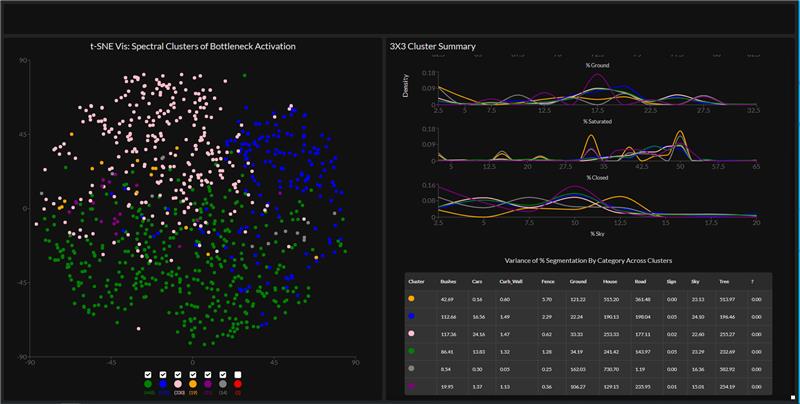 t-SNE Vis: Spectral Clusters of Bottleneck Activation
90
45
0
-45
-90
-90 -45 0 45 90
(330) (19)
3X3 Cluster Summary
% Ground
Density
0.18
0.09
0
2.5 5 7.5 12.5 17.5 22.5 27.5 32.5
% Saturated
0.18
0.09
0
5 27.5 35 42.5 50 57.5 65
% Closed
0.16
0.08
0
2.5 5 7.5 10 12.5 15 20
% Sky
Variance of % Segmentation By Category Across Clusters
Cluster Bushes Cars Curb_Wall Fence Ground House Road Sign Sky Tree ?
42.69 0.16 0.60 5.70 121.22 515.20 361.48 0.00 23.13 513.97 0.00
112.66 16.56 1.49 2.29 22.24 190.13 198.04 0.05 24.10 196.46 0.00
117.36 24.16 1.47 0.62 33.33 253.33 177.11 0.02 22.60 255.27 0.00
86.41 13.83 1.32 1.28 34.19 241.42 143.97 0.05 23.29 232.69 0.00
8.54 0.30 0.05 0.25 162.03 730.70 1.19 0.00 16.36 582.92 0.00
19.95 1.37 1.13 0.36 106.27 129.15 235.95 0.01 15.01 254.19 0.00